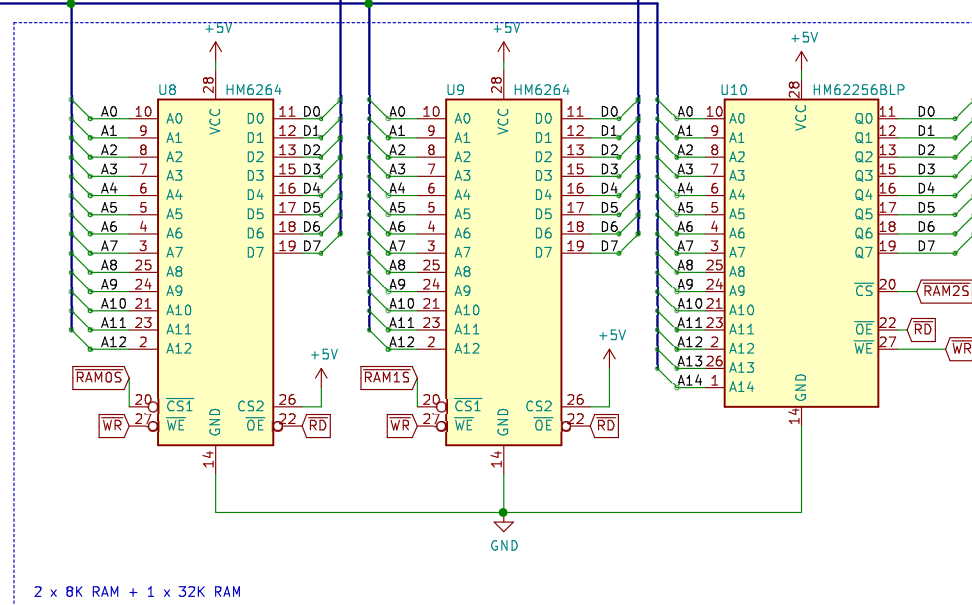 +5V +5V +5V
U8 28 HM6264 U9 28 HM6264 U10 28 HM62256BLP
VCC VCC VCC
A0 10 A0 D0 11 D0 A0 10 A0 D0 11 D0 A0 10 A0 Q0 11 D0
A1 9 A1 D1 12 D1 A1 9 A1 D1 12 D1 A1 9 A1 Q1 12 D1
A2 8 A2 D2 13 D2 A2 8 A2 D2 13 D2 A2 8 A2 Q2 13 D2
A3 7 A3 D3 15 D3 A3 7 A3 D3 15 D3 A3 7 A3 Q3 15 D3
A4 6 A4 D4 16 D4 A4 6 A4 D4 16 D4 A4 6 A4 Q4 16 D4
A5 5 A5 D5 17 D5 A5 5 A5 D5 17 D5 A5 5 A5 Q5 17 D5
A6 4 A6 D6 18 D6 A6 4 A6 D6 18 D6 A6 4 A6 Q6 18 D6
A7 3 A7 D7 19 D7 A7 3 A7 D7 19 D7 A7 3 A7 Q7 19 D7
A8 25 A8 A8 25 A8 A8 25 A8
A9 24 A9 A9 24 A9 A9 24 A9 CS 20 RAM2S
A10 21 A10 A10 21 A10 A10 21 A10
A11 23 A11 A11 23 A11 A11 23 A11 OE 22 RD
A12 2 A12 A12 2 A12 A12 2 A12 WE 27 WR
+5V +5V
A13 26 A13
RAM0S RAM1S A14 1 A14 GND
20 CS1 CS2 26 20 CS1 CS2 26 14
WR 27 WE GND OE 22 RD WR 27 WE GND OE 22 RD
14 14
GND
2 x 8K RAM + 1 x 32K RAM